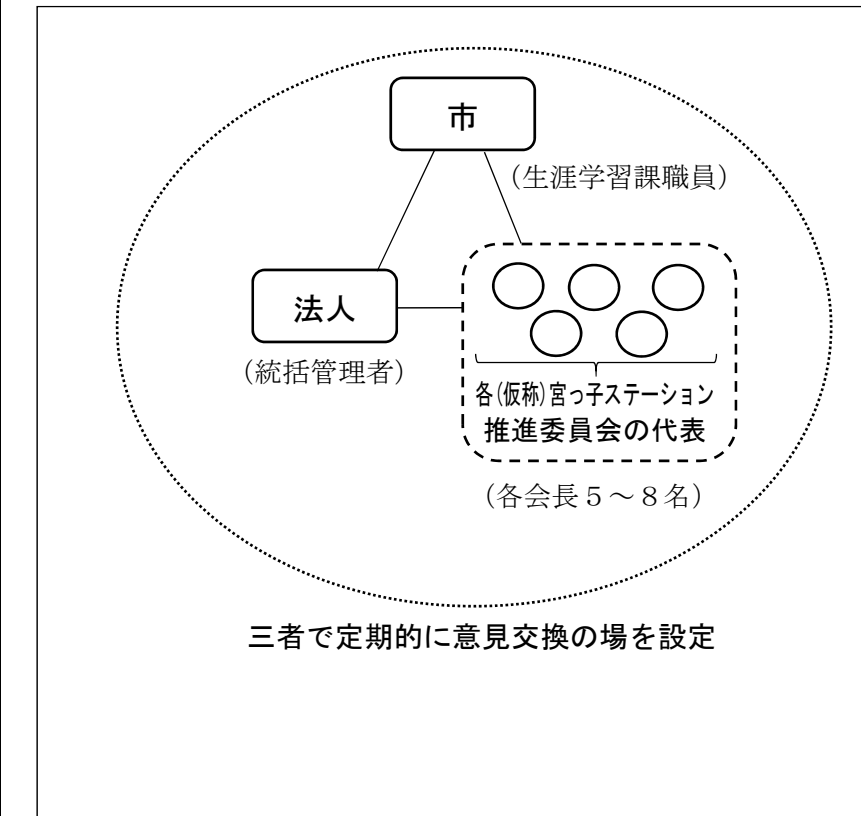 市
（生涯学習課職員）
法人
（統括管理者）
各（仮称）宮っ子ステーション
推進委員会の代表
（各会長５～８名）
三者で定期的に意見交換の場を設定